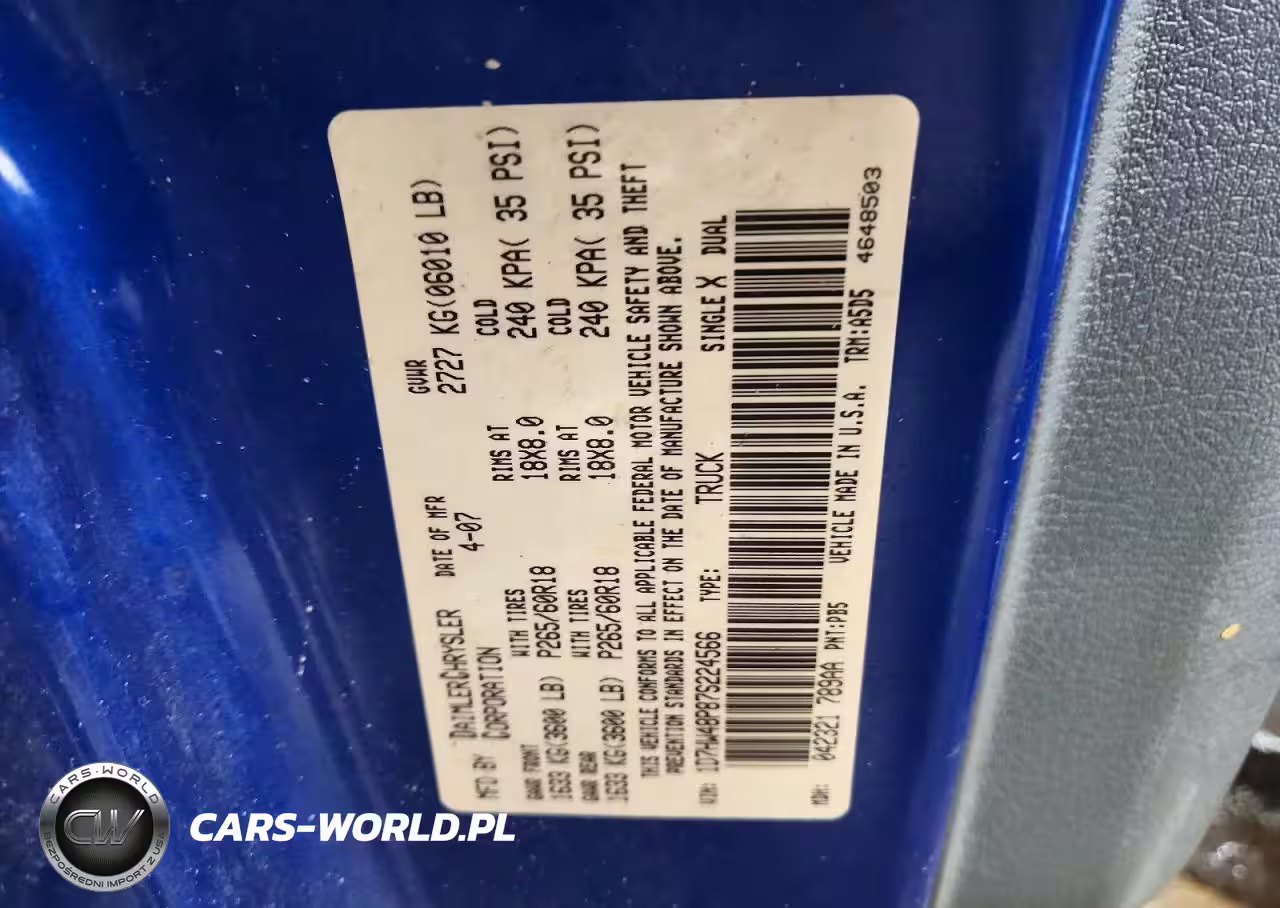 MFD BY DAIMLERCHRYSLER CORPORATION
DATE OF MFR 4-07
GVWR 2727 KG(06010 LB)
GAWR FRONT WITH TIRES RIMS AT COLD
1633 KG(3600 LB) P265/60R18 18X8.0 240 KPA( 35 PSI)
GAWR REAR WITH TIRES RIMS AT COLD
1633 KG(3600 LB) P265/60R18 18X8.0 240 KPA( 35 PSI)
THIS VEHICLE CONFORMS TO ALL APPLICABLE FEDERAL MOTOR VEHICLE SAFETY AND THEFT
PREVENTION STANDARDS IN EFFECT ON THE DATE OF MANUFACTURE SHOWN ABOVE.
VIN: 1D7HW48P87S224566 TYPE: TRUCK SINGLE X DUAL
MDH: 042321 789AA PNT:PB5 VEHICLE MADE IN U.S.A. TRM:A5D5 4648503
CARS-WORLD
CW
BEZPOŚREDNI IMPORT Z USA
CARS-WORLD.PL